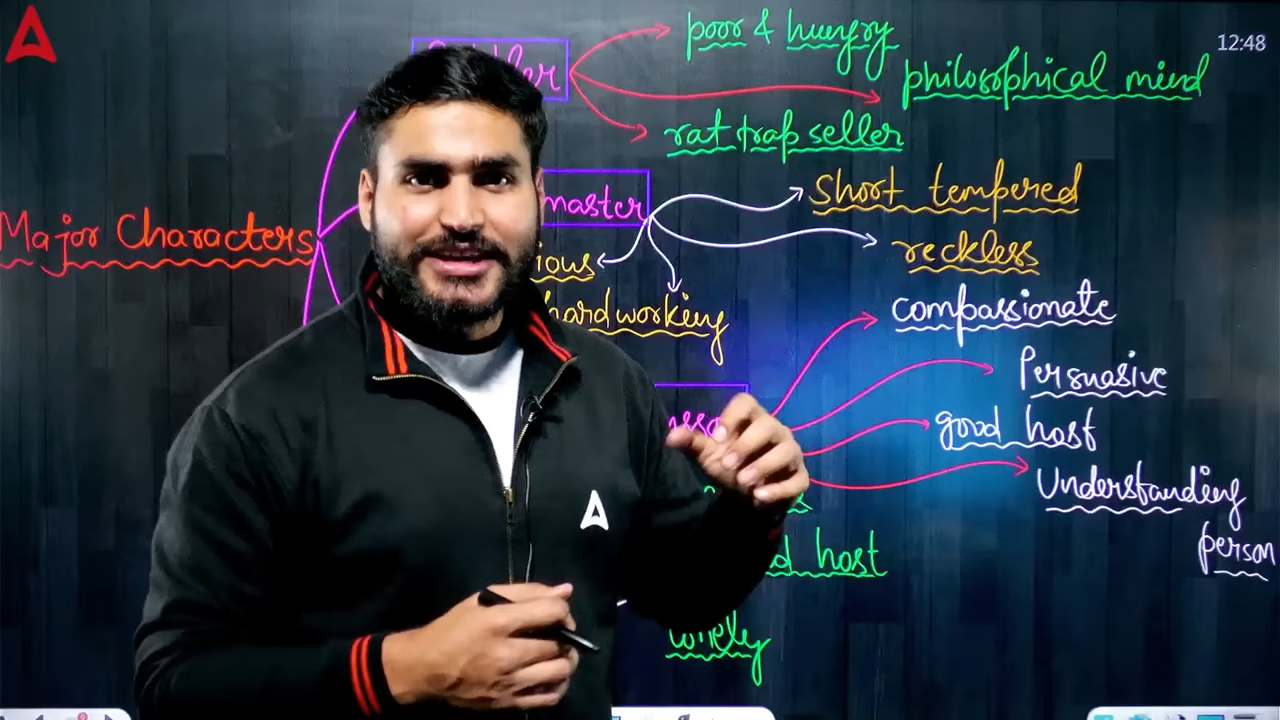 poor & hungry
12:48
philosophical mind
rat trap seller
master
short tempered
Major Characters
reckless
hardworking
compassionate
Persuasive
good host
Understanding
person
host
lonely